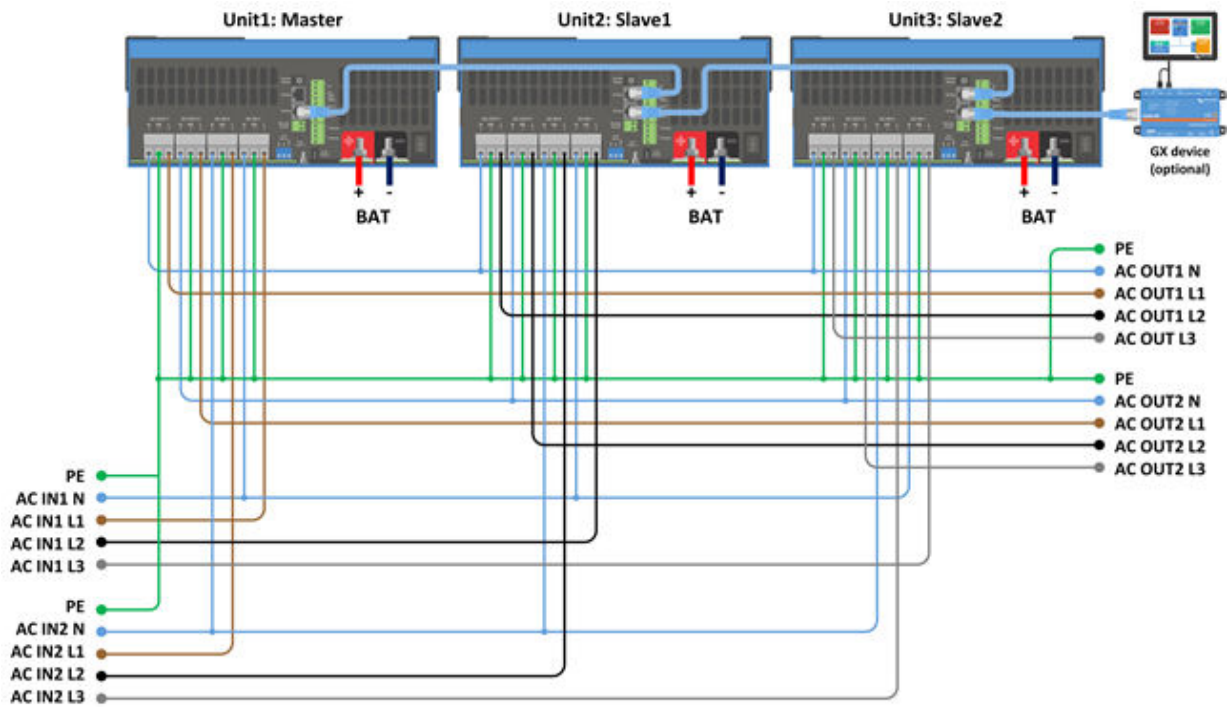 Unit1: Master
Unit2: Slave1
Unit3: Slave2
GX device
(optional)
+
-
BAT
+
-
BAT
+
-
BAT
PE
AC OUT1 N
AC OUT1 L1
AC OUT1 L2
AC OUT L3
PE
AC OUT2 N
AC OUT2 L1
AC OUT2 L2
AC OUT2 L3
PE
AC IN1 N
AC IN1 L1
AC IN1 L2
AC IN1 L3
PE
AC IN2 N
AC IN2 L1
AC IN2 L2
AC IN2 L3